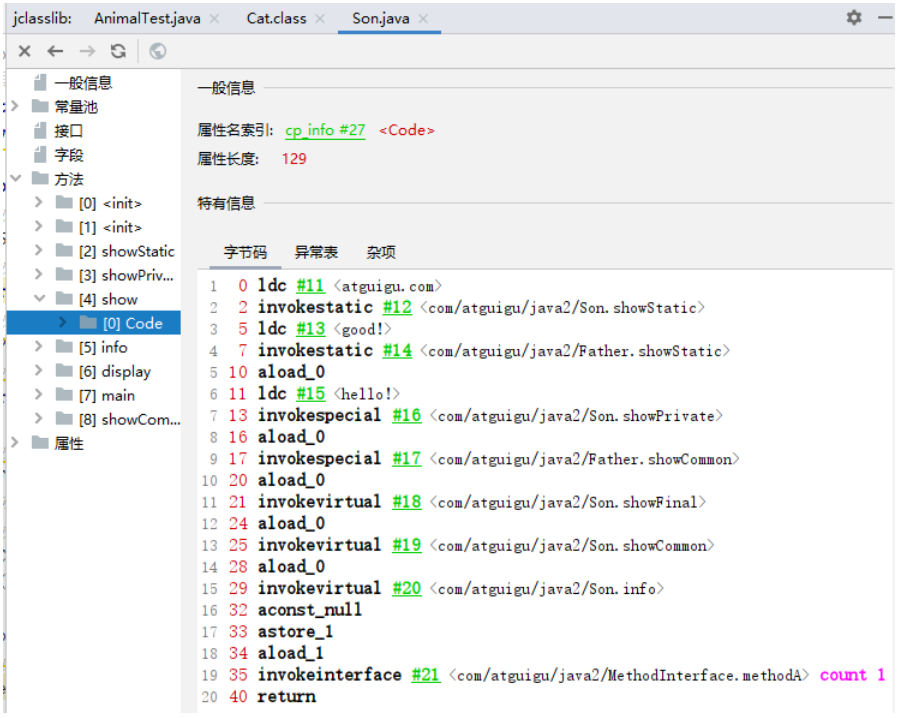 jclasslib: AnimalTest.java × Cat.class × Son.java ×
一般信息
常量池
接口
字段
方法
[0] <init>
[1] <init>
[2] showStatic
[3] showPriv...
[4] show
[0] Code
[5] info
[6] display
[7] main
[8] showCom...
属性
一般信息
属性名索引: cp_info #27 <Code>
属性长度: 129
特有信息
字节码 异常表 杂项
1 0 ldc #11 <atguigu.com>
2 2 invokestatic #12 <com/atguigu/java2/Son.showStatic>
3 5 ldc #13 <good!>
4 7 invokestatic #14 <com/atguigu/java2/Father.showStatic>
5 10 aload_0
6 11 ldc #15 <hello!>
7 13 invokespecial #16 <com/atguigu/java2/Son.showPrivate>
8 16 aload_0
9 17 invokespecial #17 <com/atguigu/java2/Father.showCommon>
10 20 aload_0
11 21 invokevirtual #18 <com/atguigu/java2/Son.showFinal>
12 24 aload_0
13 25 invokevirtual #19 <com/atguigu/java2/Son.showCommon>
14 28 aload_0
15 29 invokevirtual #20 <com/atguigu/java2/Son.info>
16 32 aconst_null
17 33 astore_1
18 34 aload_1
19 35 invokeinterface #21 <com/atguigu/java2/MethodInterface.methodA> count 1
20 40 return